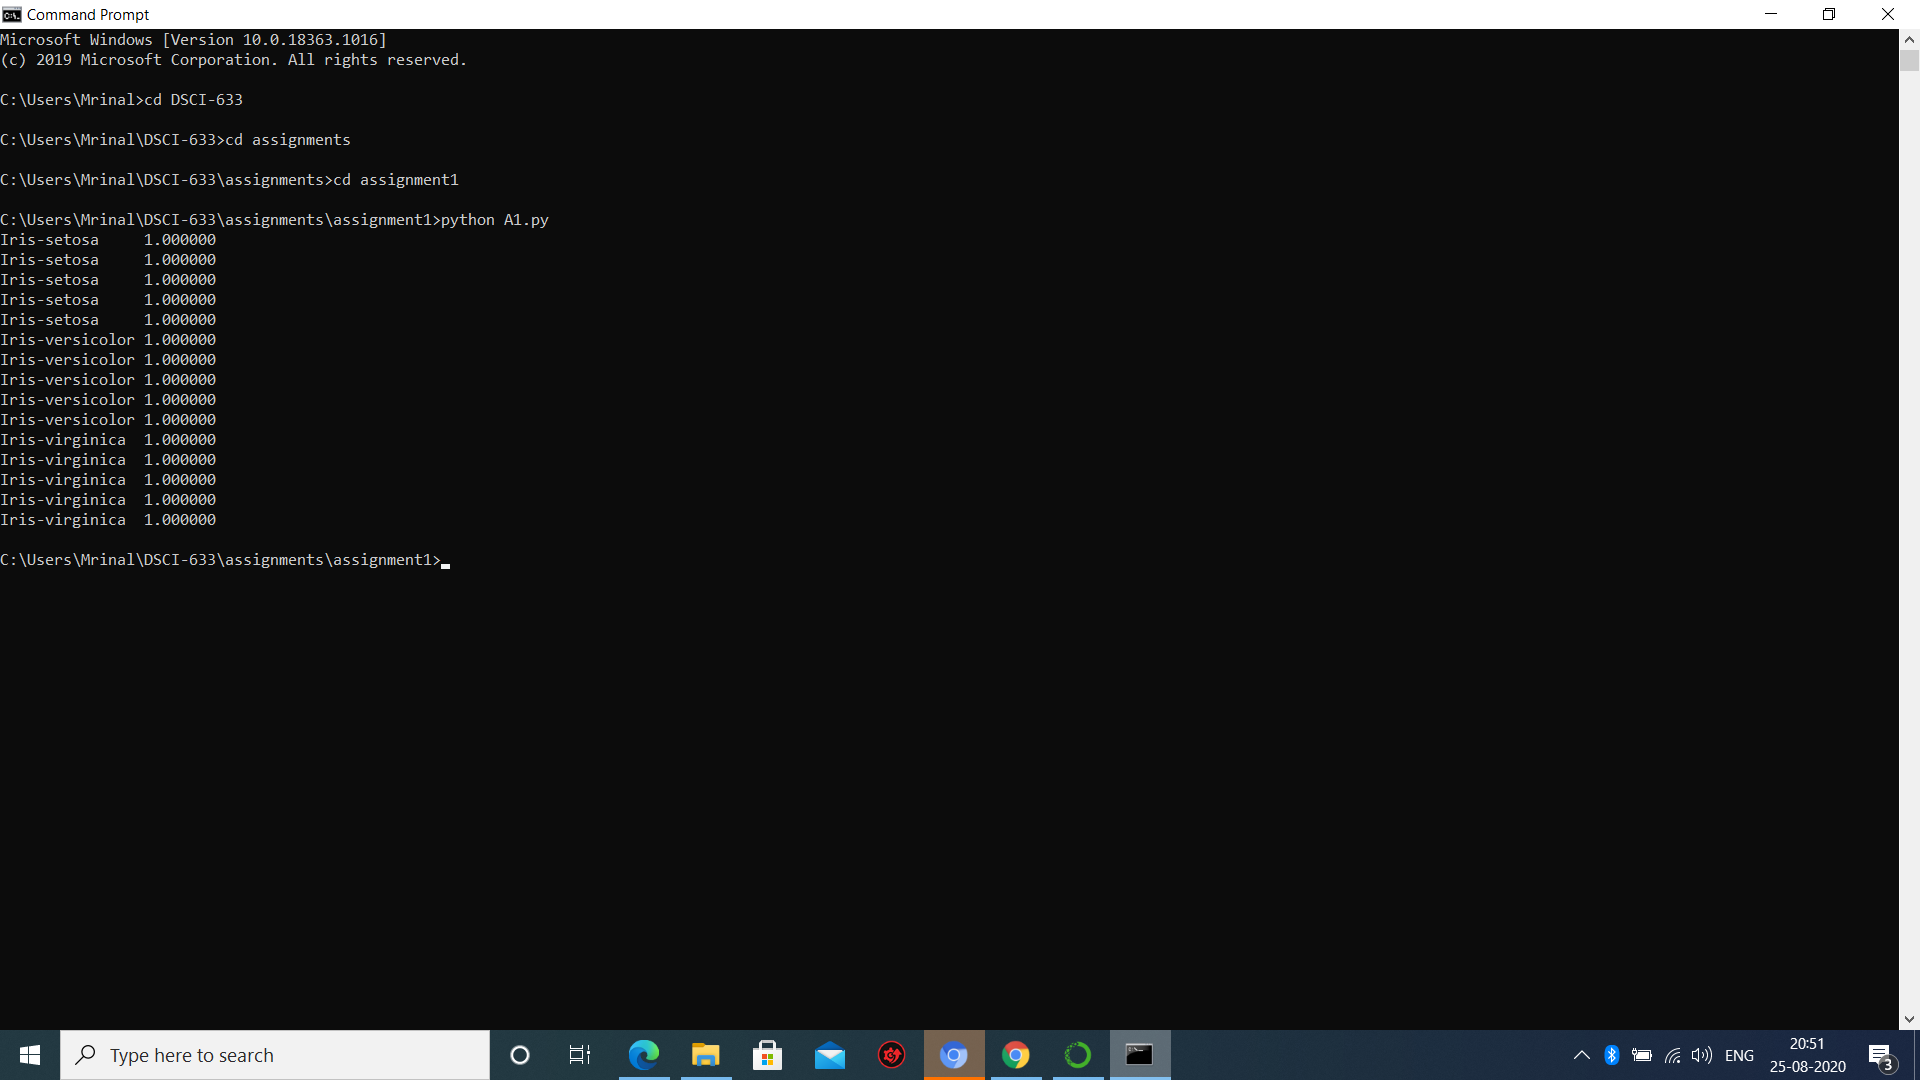 Command Prompt
Microsoft Windows [Version 10.0.18363.1016]
(c) 2019 Microsoft Corporation. All rights reserved.
C:\Users\Mrinal>cd DSCI-633
C:\Users\Mrinal\DSCI-633>cd assignments
C:\Users\Mrinal\DSCI-633\assignments>cd assignment1
C:\Users\Mrinal\DSCI-633\assignments\assignment1>python A1.py
Iris-setosa     1.000000
Iris-setosa     1.000000
Iris-setosa     1.000000
Iris-setosa     1.000000
Iris-setosa     1.000000
Iris-versicolor 1.000000
Iris-versicolor 1.000000
Iris-versicolor 1.000000
Iris-versicolor 1.000000
Iris-versicolor 1.000000
Iris-virginica  1.000000
Iris-virginica  1.000000
Iris-virginica  1.000000
Iris-virginica  1.000000
Iris-virginica  1.000000
C:\Users\Mrinal\DSCI-633\assignments\assignment1>
Type here to search
ENG
20:51
25-08-2020
3